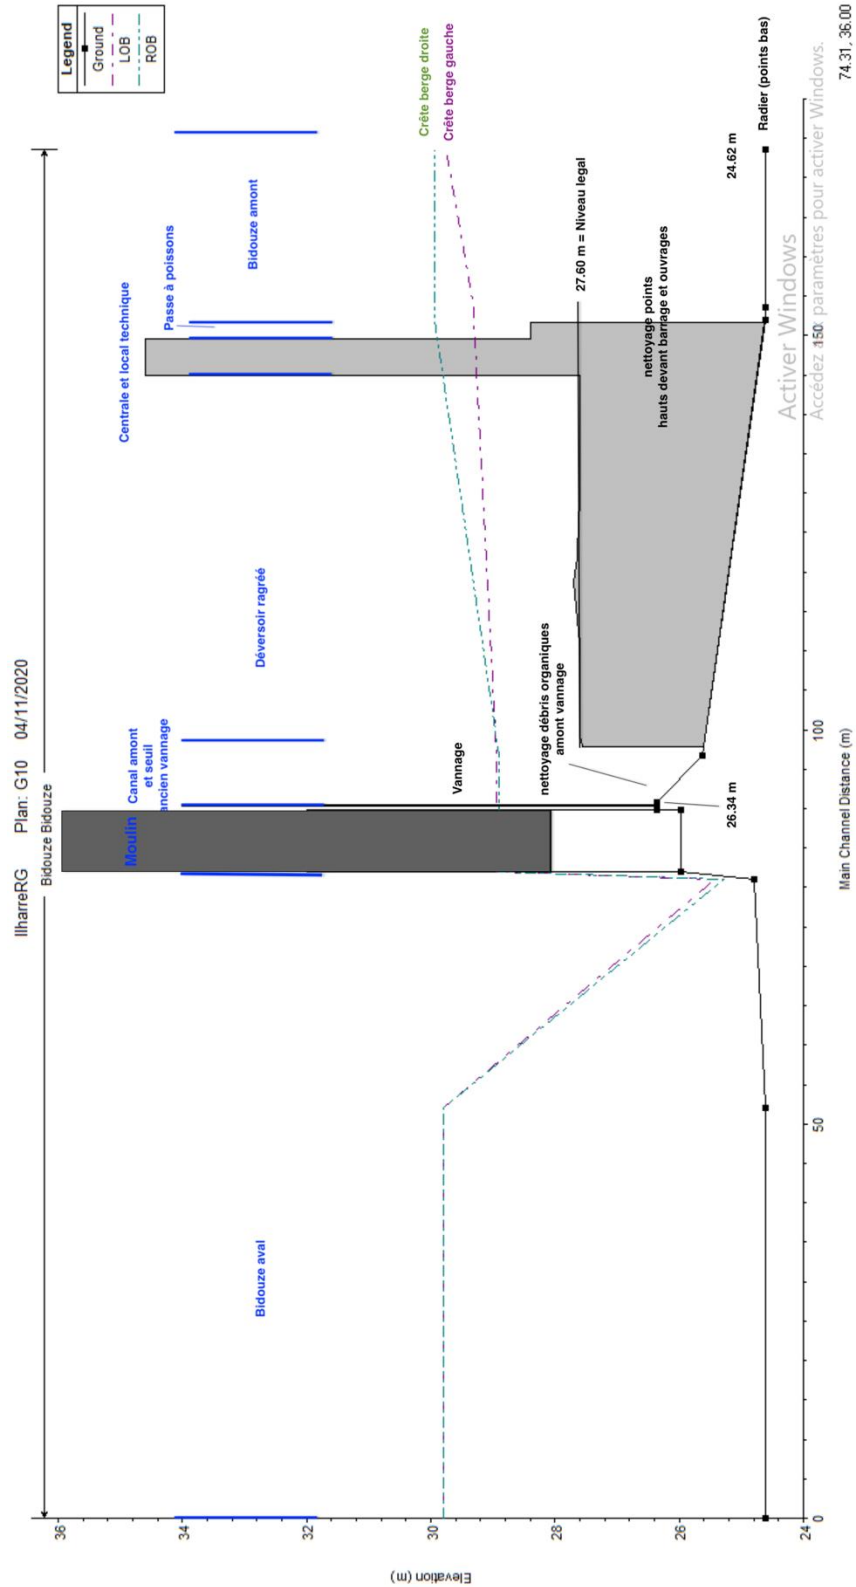 IlharreRG Plan: G10 04/11/2020
Bidouze Bidouze
Legend
Ground
LOB
ROB
Elevation (m)
36
34
32
30
28
26
24
Bidouze aval
Moulin
Canal amont
et seuil
ancien vannage
Déversoir ragréé
Centrale et local technique
Passe à poissons
Bidouze amont
Crête berge droite
Crête berge gauche
Vannage
27.60 m = Niveau legal
nettoyage débris organiques
amont vannage
nettoyage points
hauts devant barrage et ouvrages
26.34 m
24.62 m
Radier (points bas)
0
50
100
150
Main Channel Distance (m)
Activer Windows
Accédez aux paramètres pour activer Windows.
74.31, 36.00